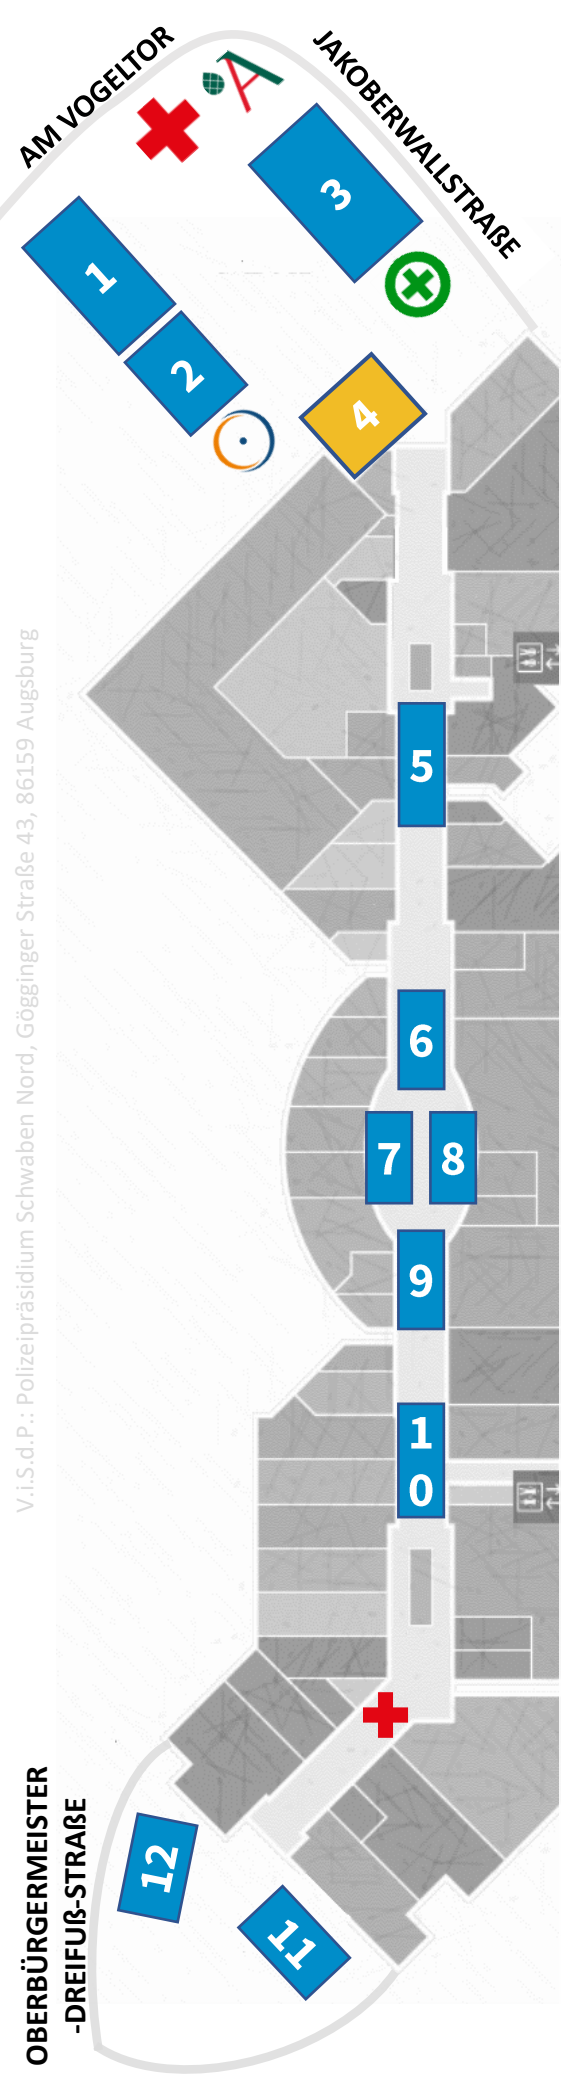 AM VOGELTOR
JAKOBERWALLSTRAßE
A
3
1
2
4
5
6
7
8
9
1
0
12
11
OBERBÜRGERMEISTER
-DREIFUß-STRAßE
V.i.S.d.P.: Polizeipräsidium Schwaben Nord, Gögginger Straße 43, 86159 Augsburg